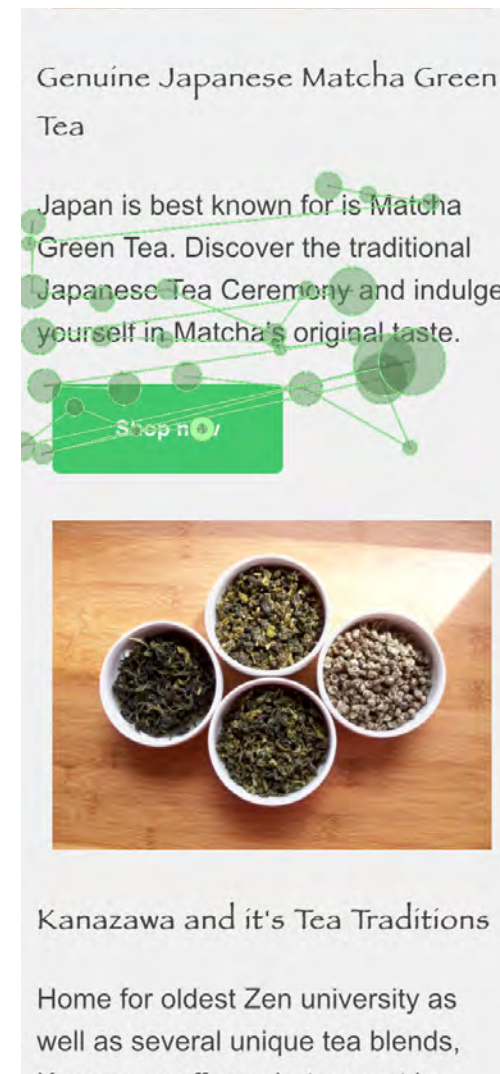 Genuine Japanese Matcha Green
Tea
Japan is best known for is Matcha
Green Tea. Discover the traditional
Japanese Tea Ceremony and indulge
yourself in Matcha's original taste.
Shop now
Kanazawa and it's Tea Traditions
Home for oldest Zen university as
well as several unique tea blends,